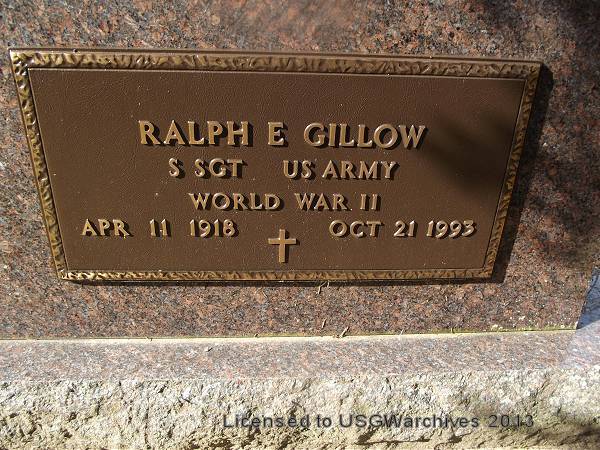 RALPH E GILLOW
S SGT US ARMY
WORLD WAR II
APR 11 1918 OCT 21 1993
Licensed to USGWarchives 2013